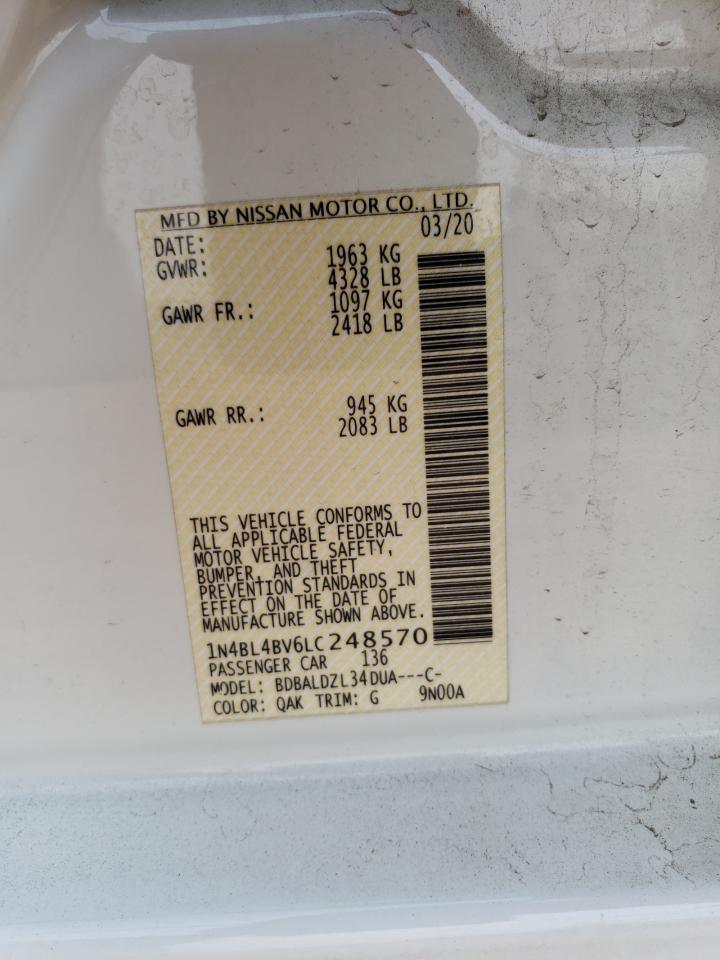 MFD BY NISSAN MOTOR CO., LTD.
DATE: 03/20
GVWR: 1963 KG
4328 LB
GAWR FR.: 1097 KG
2418 LB
GAWR RR.: 945 KG
2083 LB
THIS VEHICLE CONFORMS TO
ALL APPLICABLE FEDERAL
MOTOR VEHICLE SAFETY,
BUMPER, AND THEFT
PREVENTION STANDARDS IN
EFFECT ON THE DATE OF
MANUFACTURE SHOWN ABOVE.
1N4BL4BV6LC248570
PASSENGER CAR 136
MODEL: BDBALDZL34DUA---C-
COLOR: QAK TRIM: G 9N00A